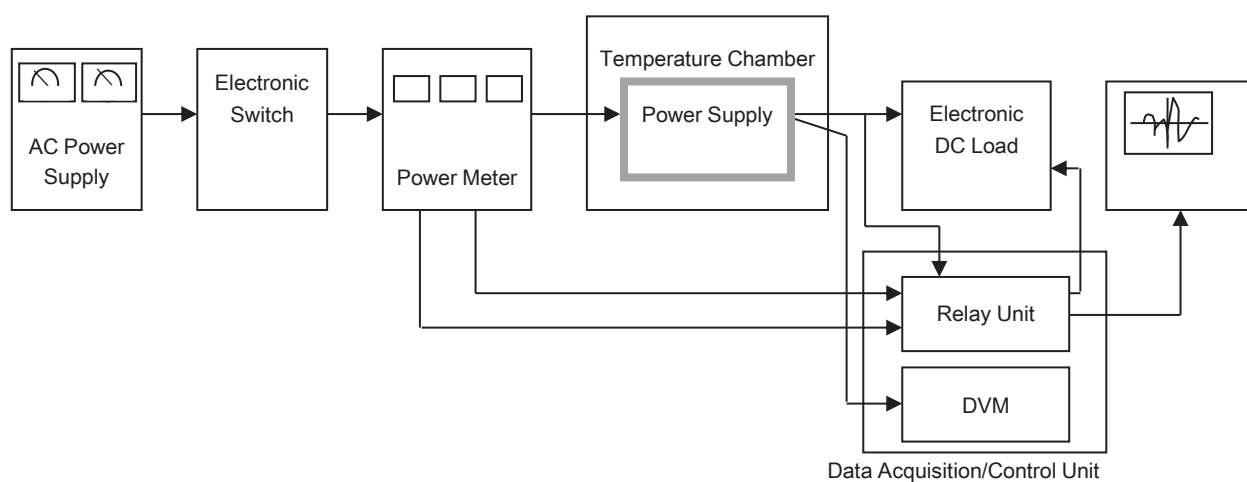 AC Power
Supply
Electronic
Switch
Power Meter
Temperature Chamber
Power Supply
Electronic
DC Load
Relay Unit
DVM
Data Acquisition/Control Unit